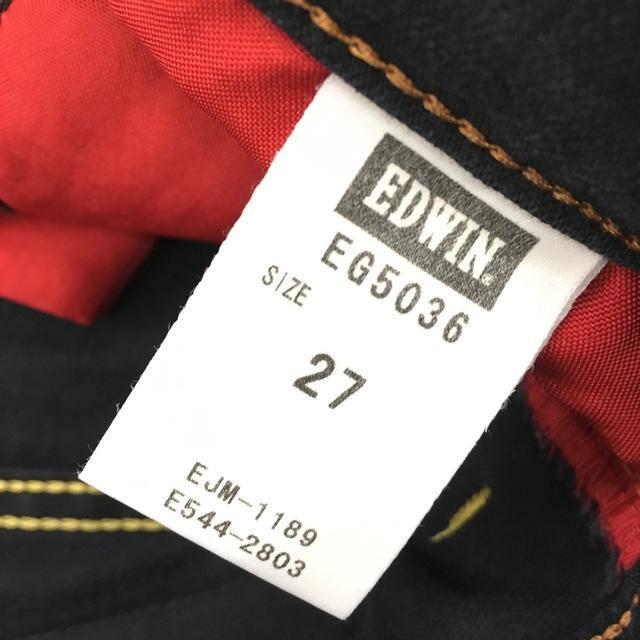 EDWIN.
EG5036
SIZE
27
EJM-1189
E544-2803